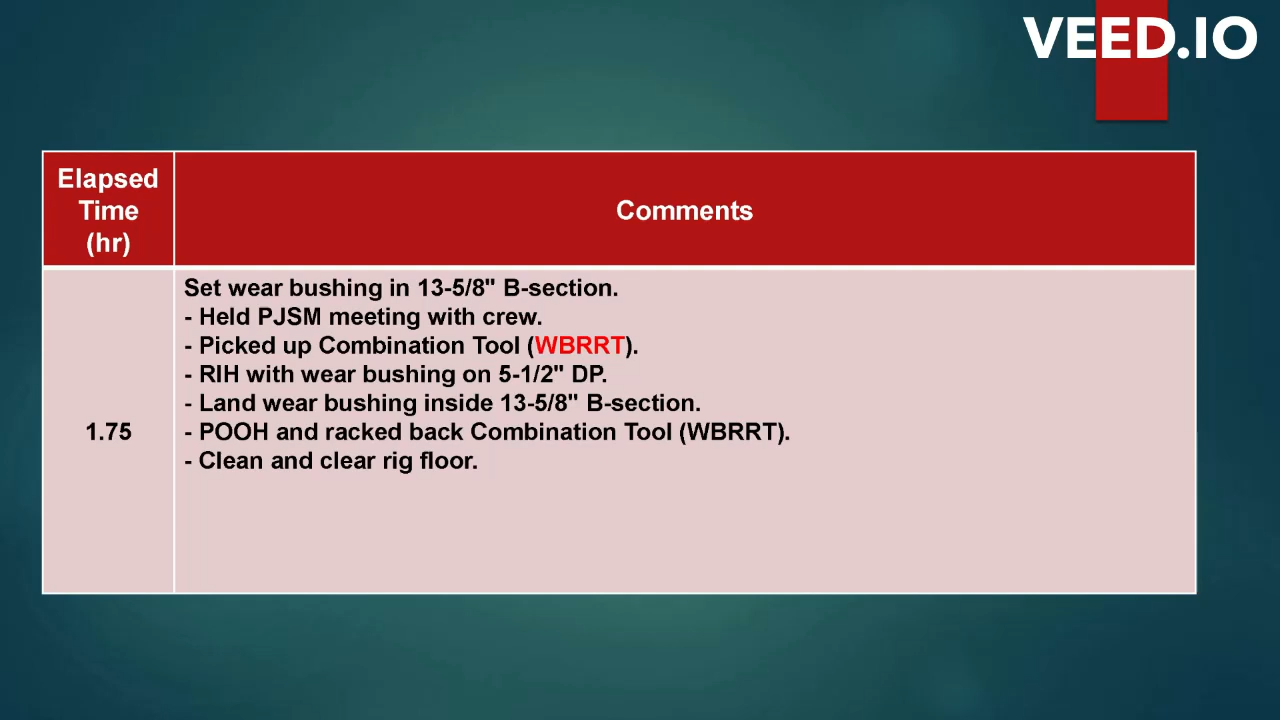 VEED.IO
Elapsed
Time
(hr)
Comments
1.75
Set wear bushing in 13-5/8" B-section.
- Held PJSM meeting with crew.
- Picked up Combination Tool (WBRRT).
- RIH with wear bushing on 5-1/2" DP.
- Land wear bushing inside 13-5/8" B-section.
- POOH and racked back Combination Tool (WBRRT).
- Clean and clear rig floor.